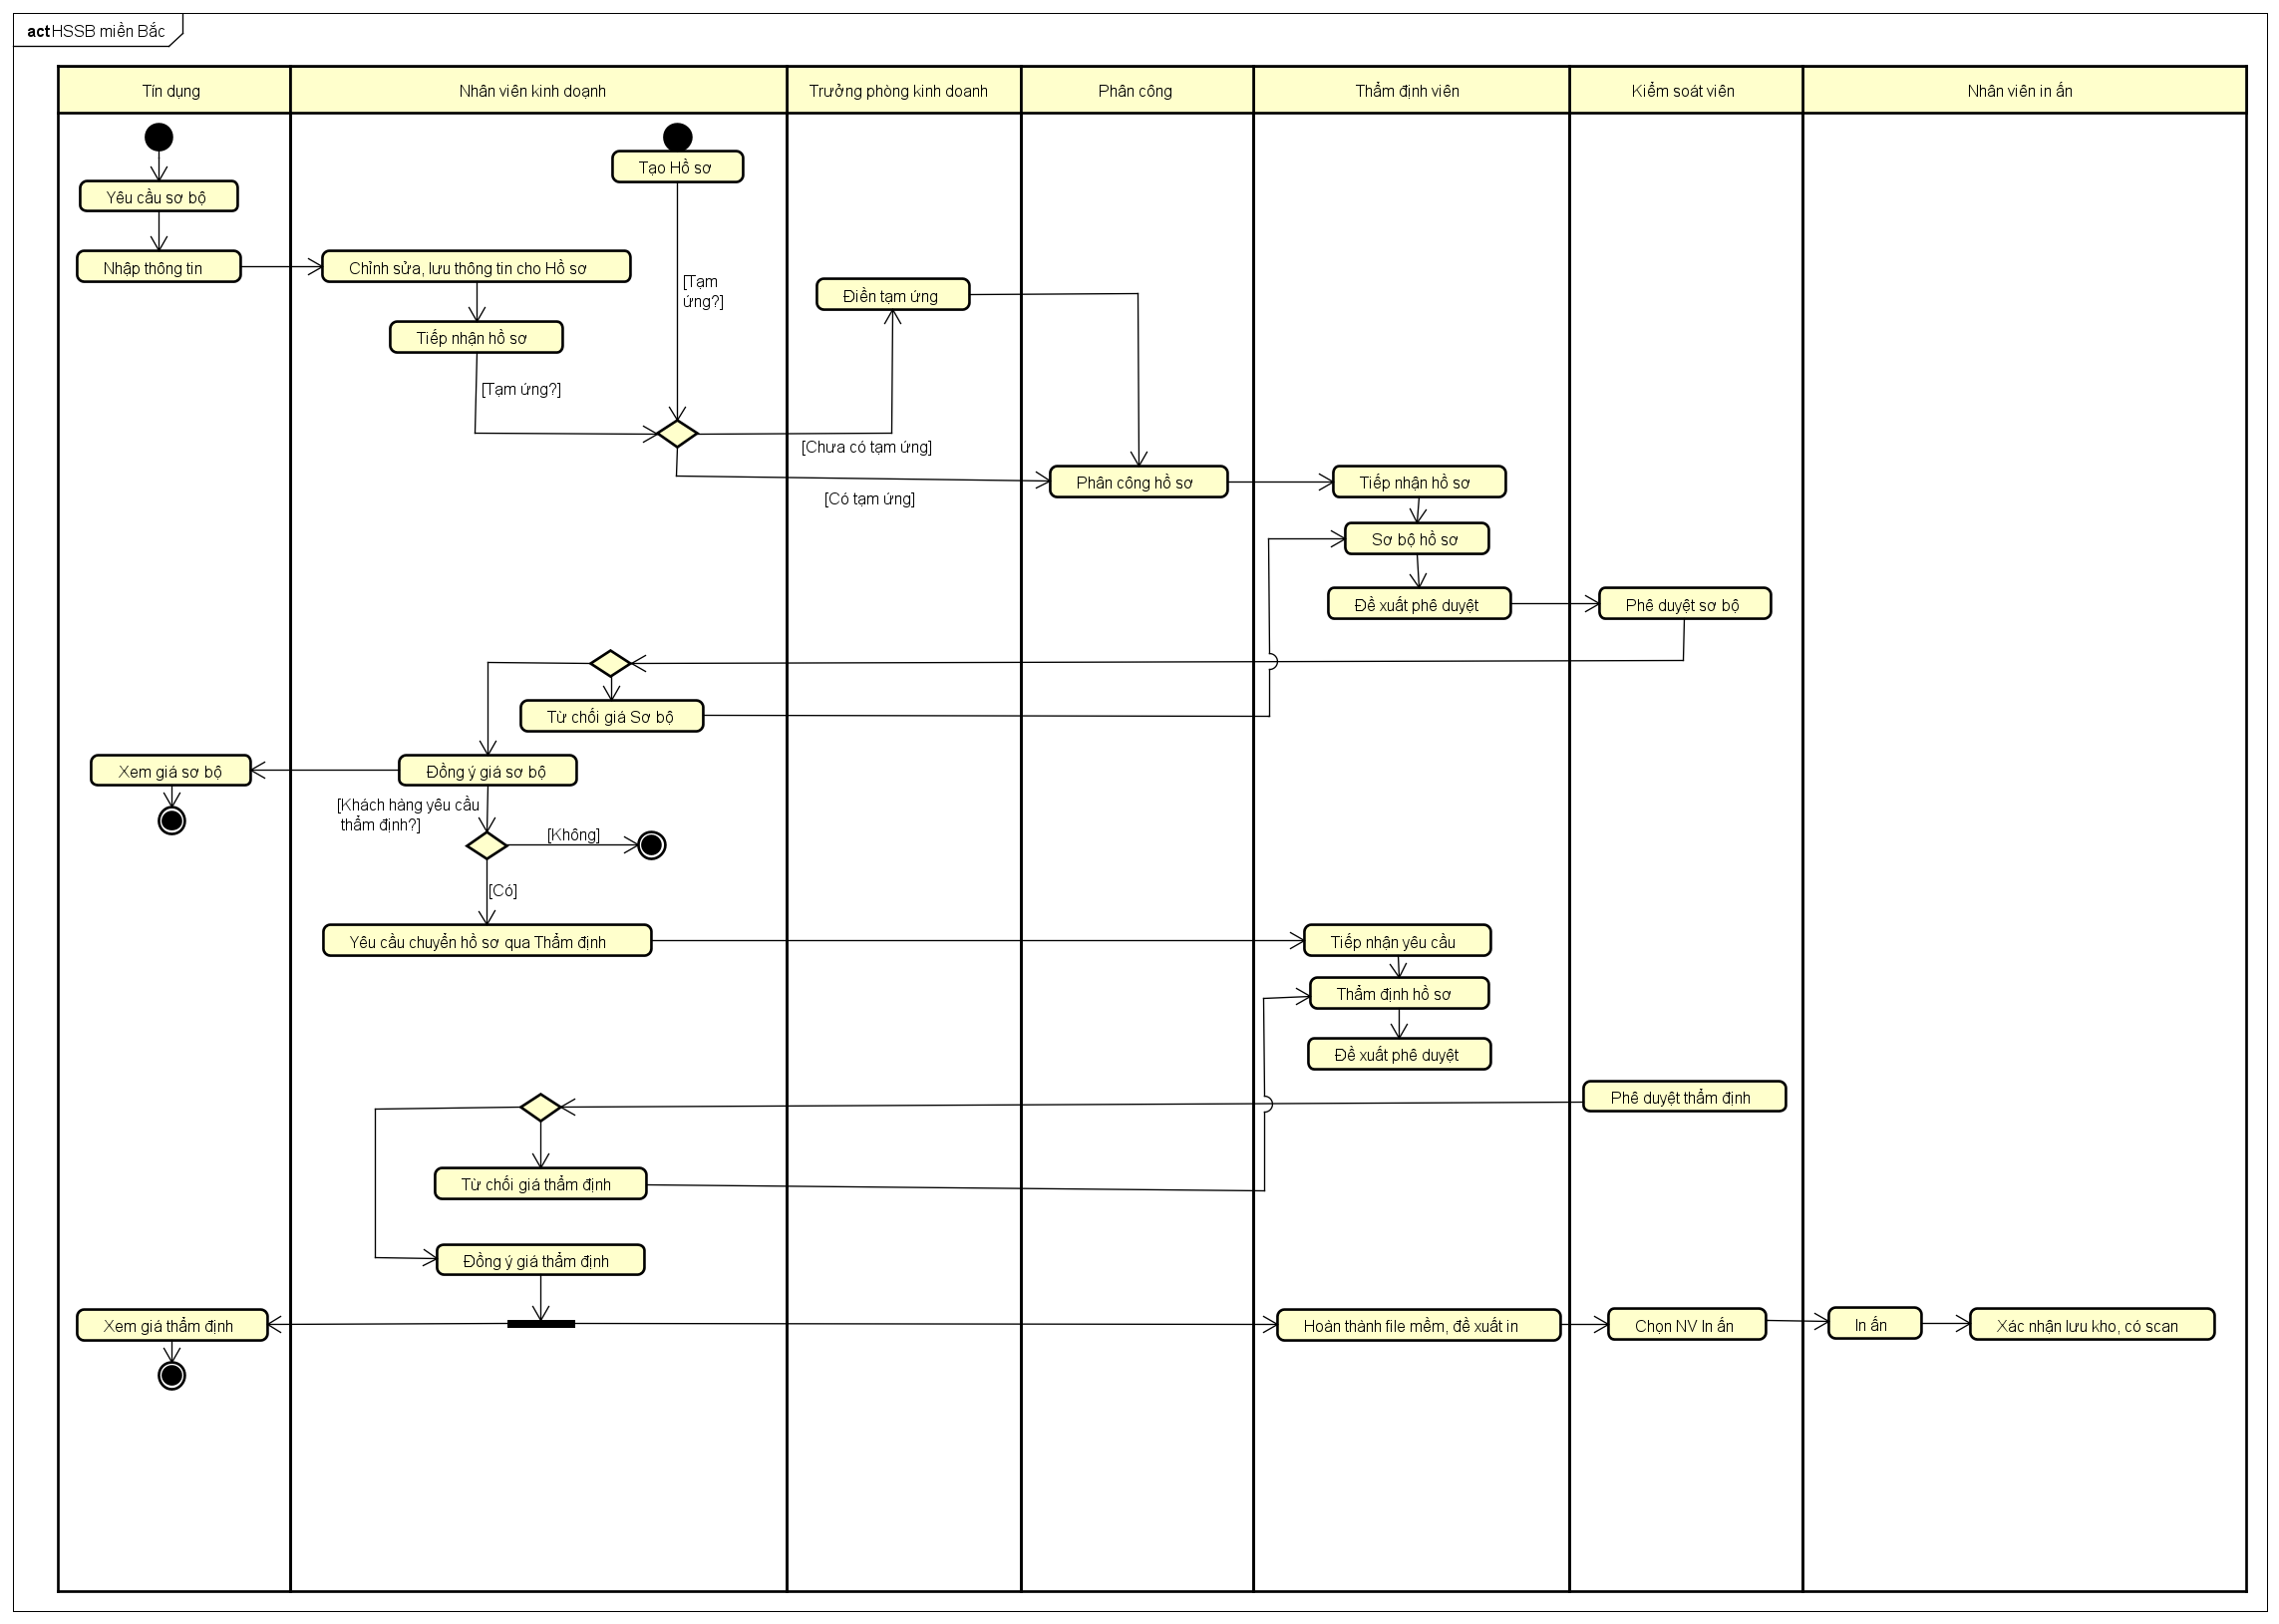 act HSSB miền Bắc
Tín dụng
Nhân viên kinh doạnh
Trưởng phòng kinh doanh
Phân công
Thẩm định viên
Kiểm soát viên
Nhân viên in ấn
Tạo Hồ sơ
Yêu cầu sơ bộ
Nhập thông tin
Chỉnh sửa, lưu thông tin cho Hồ sơ
[Tạm
ứng?]
Điền tạm ứng
Tiếp nhận hồ sơ
[Tạm ứng?]
[Chưa có tạm ứng]
Phân công hồ sơ
Tiếp nhận hồ sơ
[Có tạm ứng]
Sơ bộ hồ sơ
Đề xuất phê duyệt
Phê duyệt sơ bộ
Từ chối giá Sơ bộ
Xem giá sơ bộ
Đồng ý giá sơ bộ
[Khách hàng yêu cầu
thẩm định?]
[Không]
[Có]
Yêu cầu chuyển hồ sơ qua Thẩm định
Tiếp nhận yêu cầu
Thẩm định hồ sơ
Đề xuất phê duyệt
Phê duyệt thẩm định
Từ chối giá thẩm định
Đồng ý giá thẩm định
Xem giá thẩm định
Hoàn thành file mềm, đề xuất in
Chọn NV In ấn
In ấn
Xác nhận lưu kho, có scan